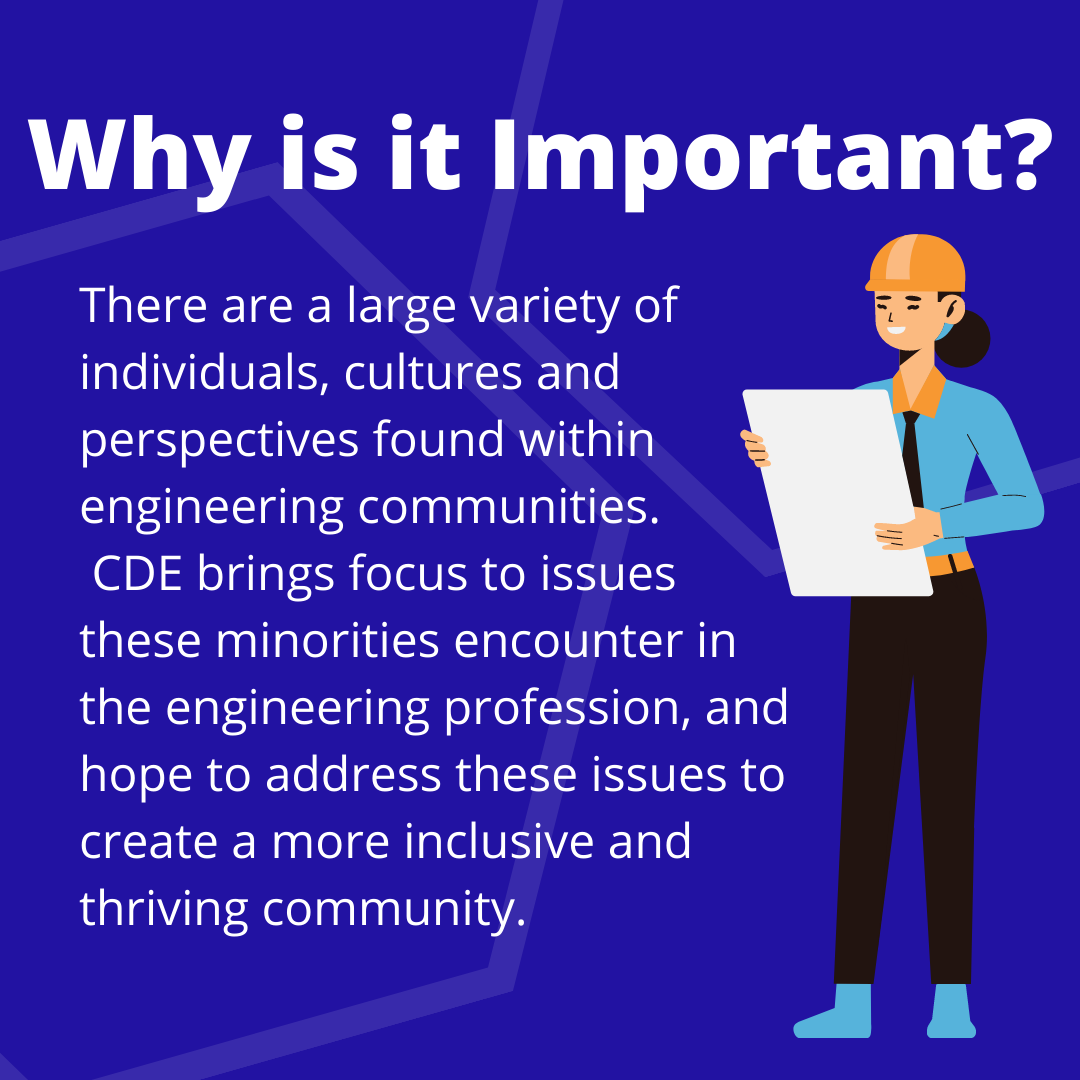 Why is it Important?
There are a large variety of
individuals, cultures and
perspectives found within
engineering communities.
CDE brings focus to issues
these minorities encounter in
the engineering profession, and
hope to address these issues to
create a more inclusive and
thriving community.